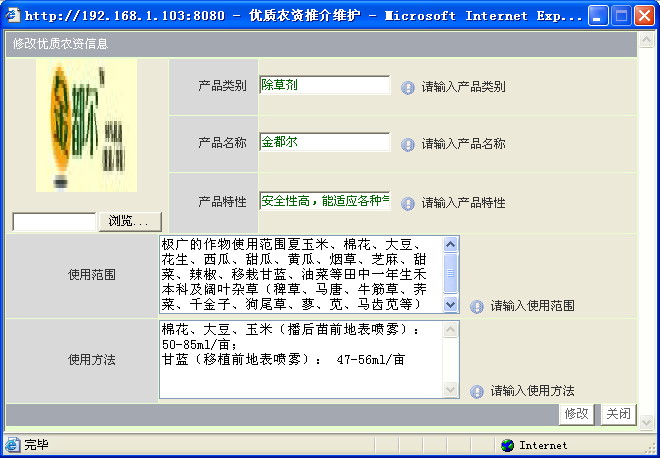 http://192.168.1.103:8080 - 优质农资推介维护 - Microsoft Internet Exp...
修改优质农资信息
金都尔
产品类别
除草剂
请输入产品类别
产品名称
金都尔
请输入产品名称
产品特性
安全性高,能适应各种气
请输入产品特性
浏览...
使用范围
极广的作物使用范围夏玉米、棉花、大豆、
花生、西瓜、甜瓜、黄瓜、烟草、芝麻、甜
菜、辣椒、移栽甘蓝、油菜等田中一年生禾
本科及阔叶杂草（稗草、马唐、牛筋草、荠
菜、千金子、狗尾草、蓼、苋、马齿苋等）
请输入使用范围
使用方法
棉花、大豆、玉米（播后苗前地表喷雾）：
50-85ml/亩；
甘蓝（移植前地表喷雾）： 47-56ml/亩
请输入使用方法
修改
关闭
完毕
Internet